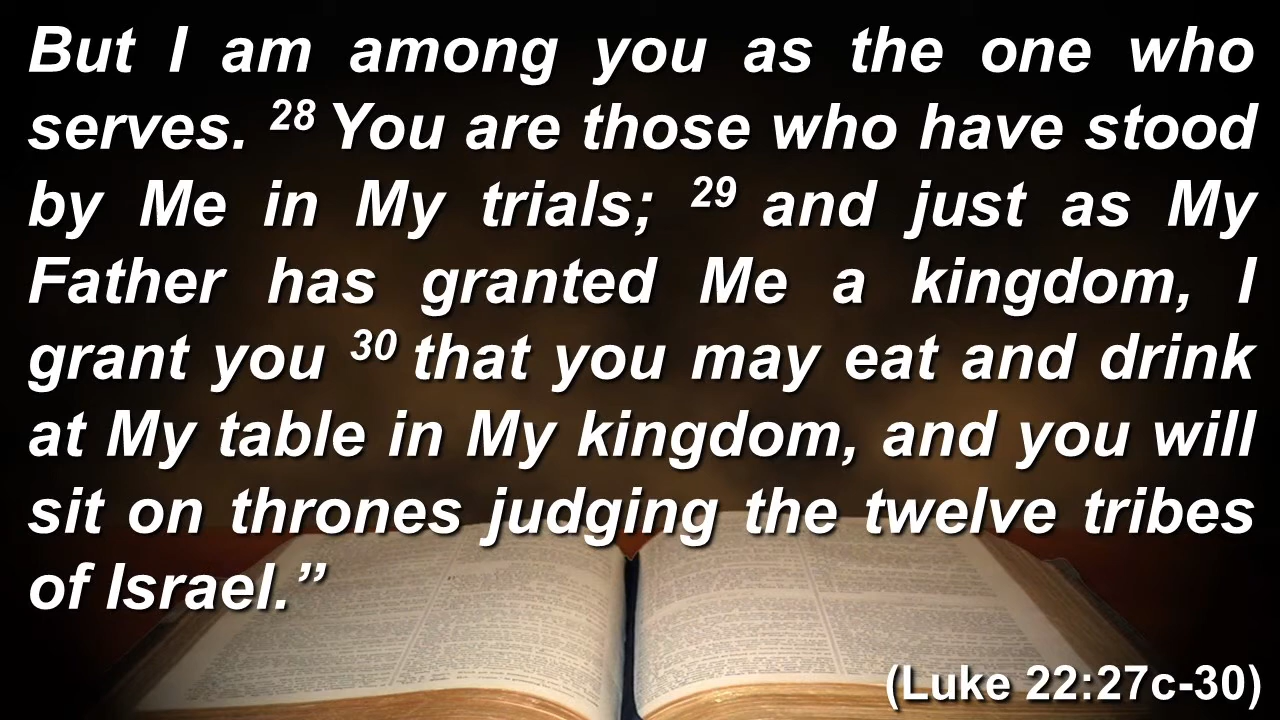 But I am among you as the one who
serves. 28 You are those who have stood
by Me in My trials; 29 and just as My
Father has granted Me a kingdom, I
grant you 30 that you may eat and drink
at My table in My kingdom, and you will
sit on thrones judging the twelve tribes
of Israel.”
(Luke 22:27c-30)